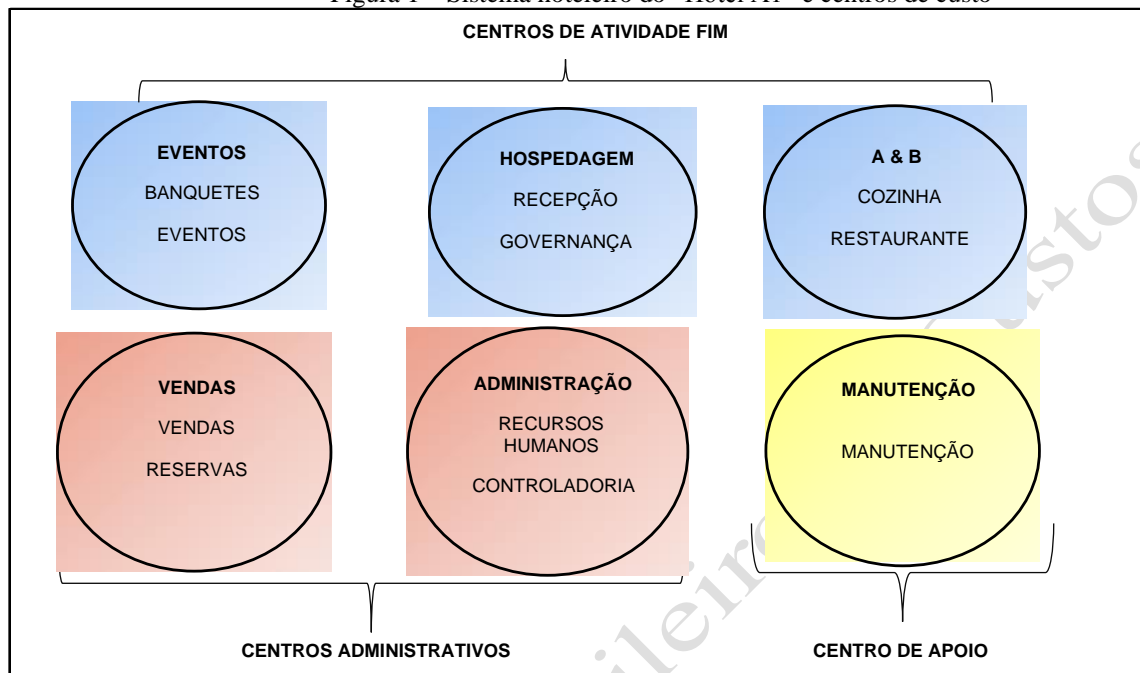 CENTROS DE ATIVIDADE FIM
EVENTOS
BANQUETES
EVENTOS
HOSPEDAGEM
RECEPÇÃO
GOVERNANÇA
A & B
COZINHA
RESTAURANTE
VENDAS
VENDAS
RESERVAS
ADMINISTRAÇÃO
RECURSOS
HUMANOS
CONTROLADORIA
MANUTENÇÃO
MANUTENÇÃO
CENTROS ADMINISTRATIVOS
CENTRO DE APOIO